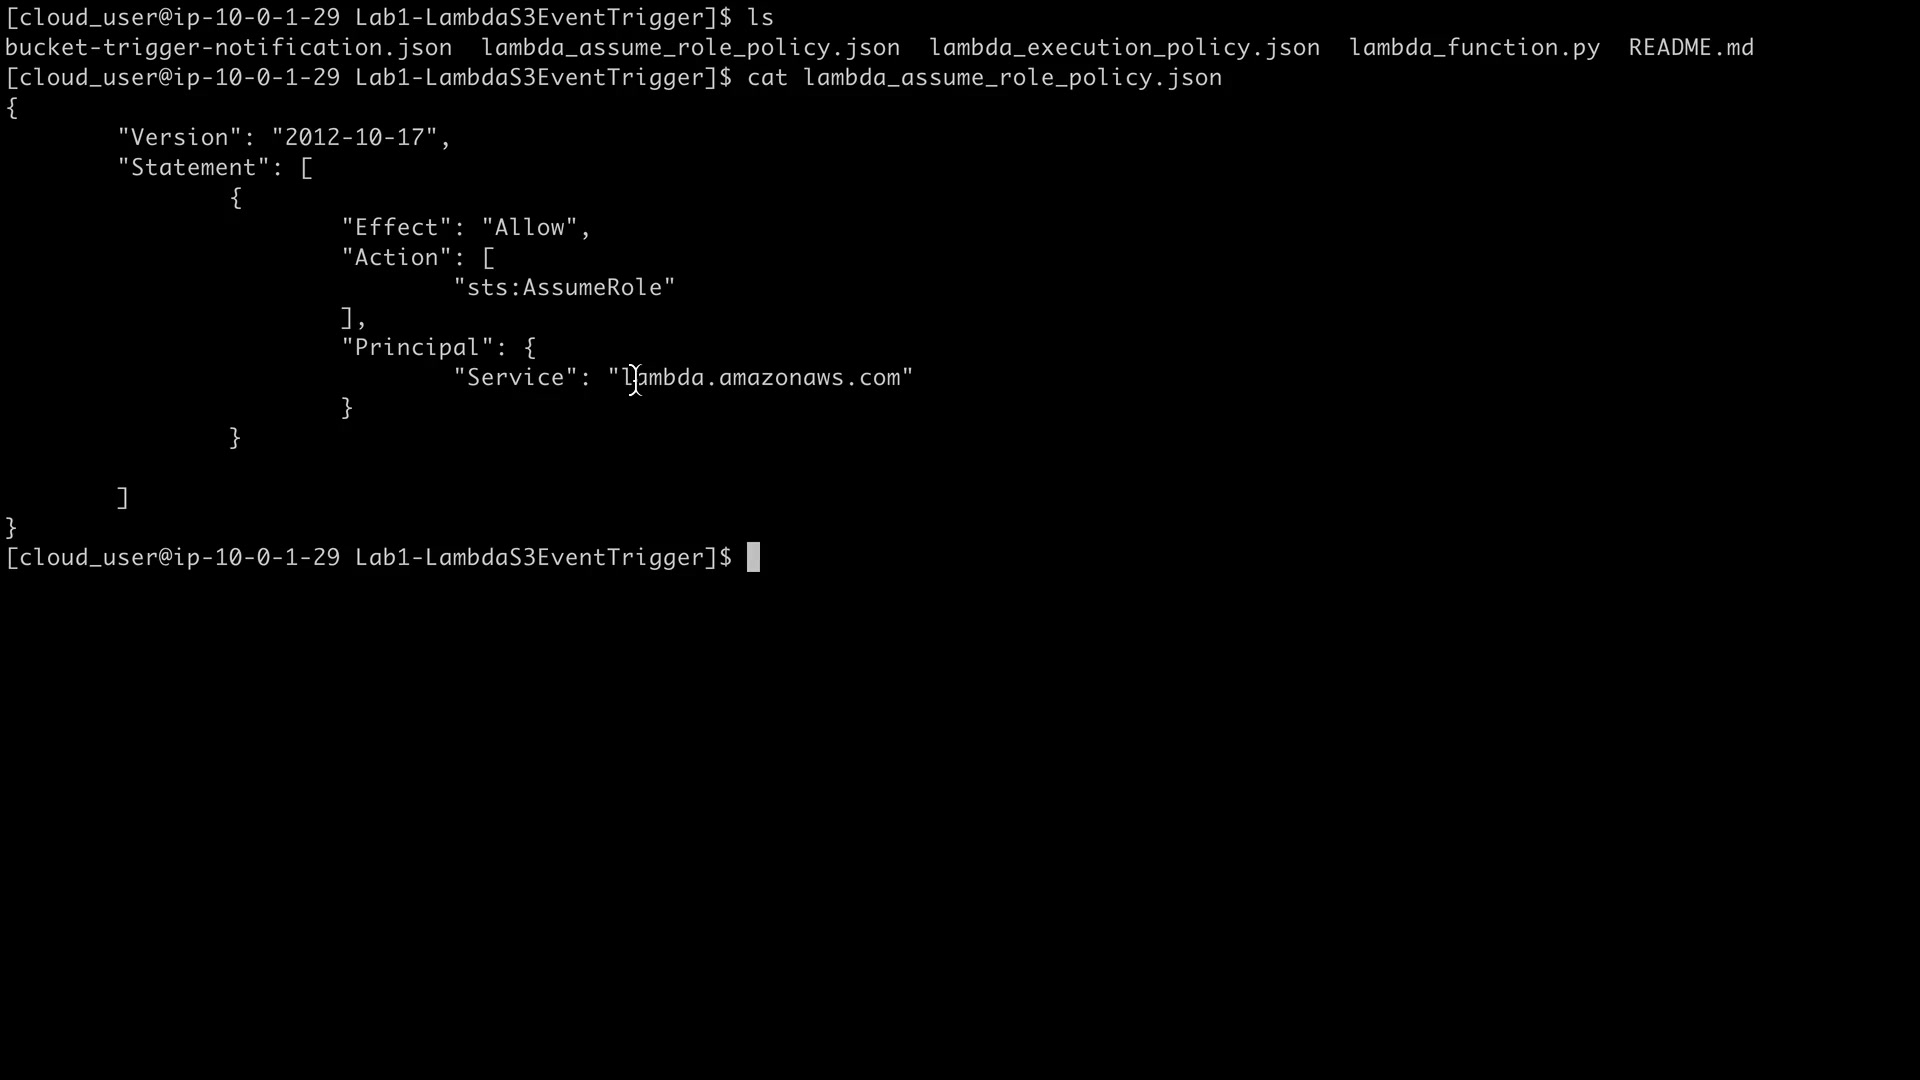 [cloud_user@ip-10-0-1-29 Lab1-LambdaS3EventTrigger]$ ls
bucket-trigger-notification.json  lambda_assume_role_policy.json  lambda_execution_policy.json  lambda_function.py  README.md
[cloud_user@ip-10-0-1-29 Lab1-LambdaS3EventTrigger]$ cat lambda_assume_role_policy.json
{
        "Version": "2012-10-17",
        "Statement": [
                {
                        "Effect": "Allow",
                        "Action": [
                                "sts:AssumeRole"
                        ],
                        "Principal": {
                                "Service": "lambda.amazonaws.com"
                        }
                }

        ]
}
[cloud_user@ip-10-0-1-29 Lab1-LambdaS3EventTrigger]$